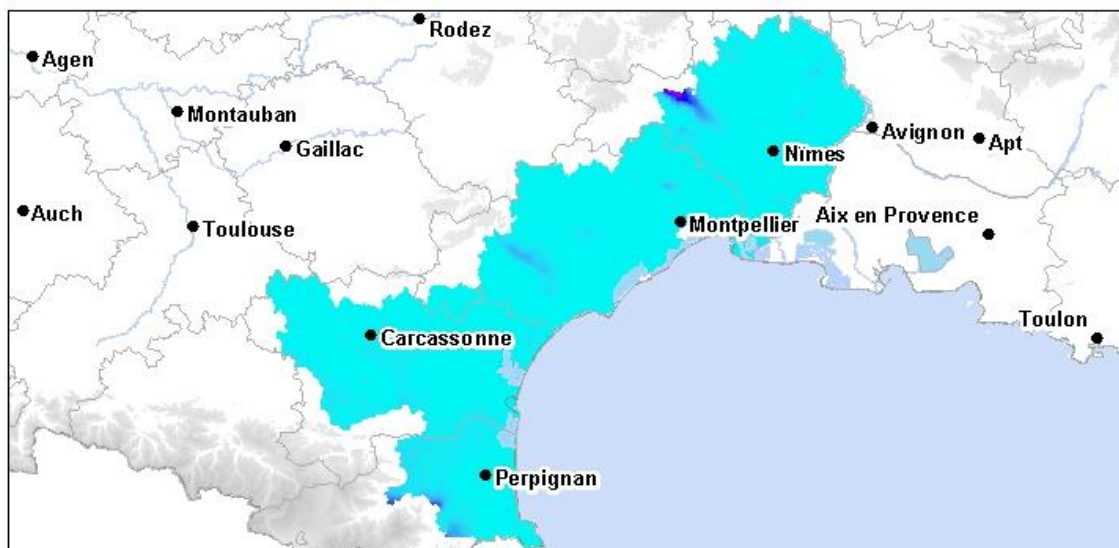 Rodez
Agen
Montauban
Avignon
Apt
Gaillac
Nîmes
Auch
Aix en Provence
Toulouse
Montpellier
Toulon
Carcassonne
Perpignan